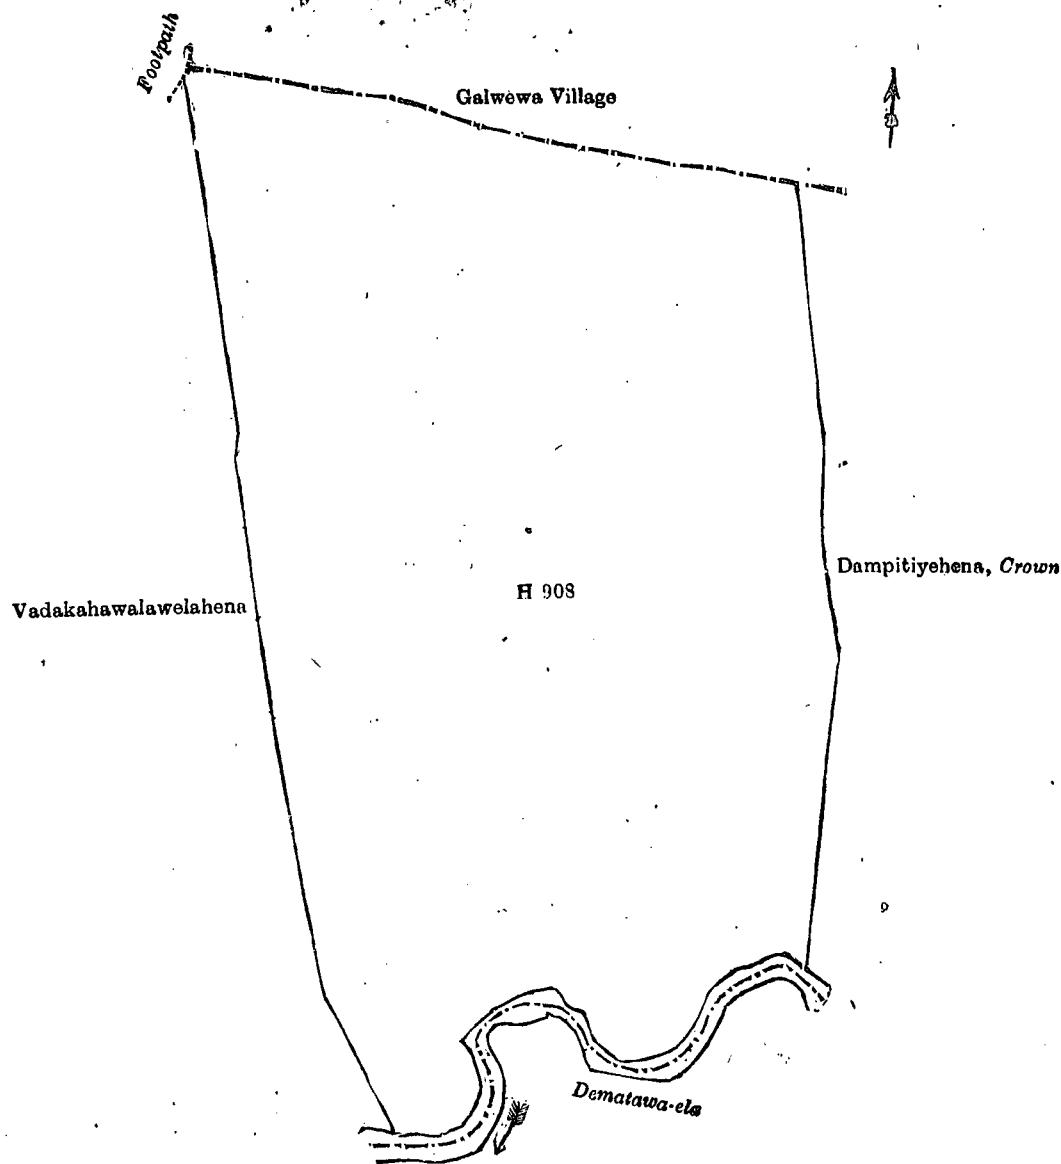 Footpath
Galwewa Village
Dampitiyehena, Crown
H 908
Vadakahawalawelahena
Dematawa-ela